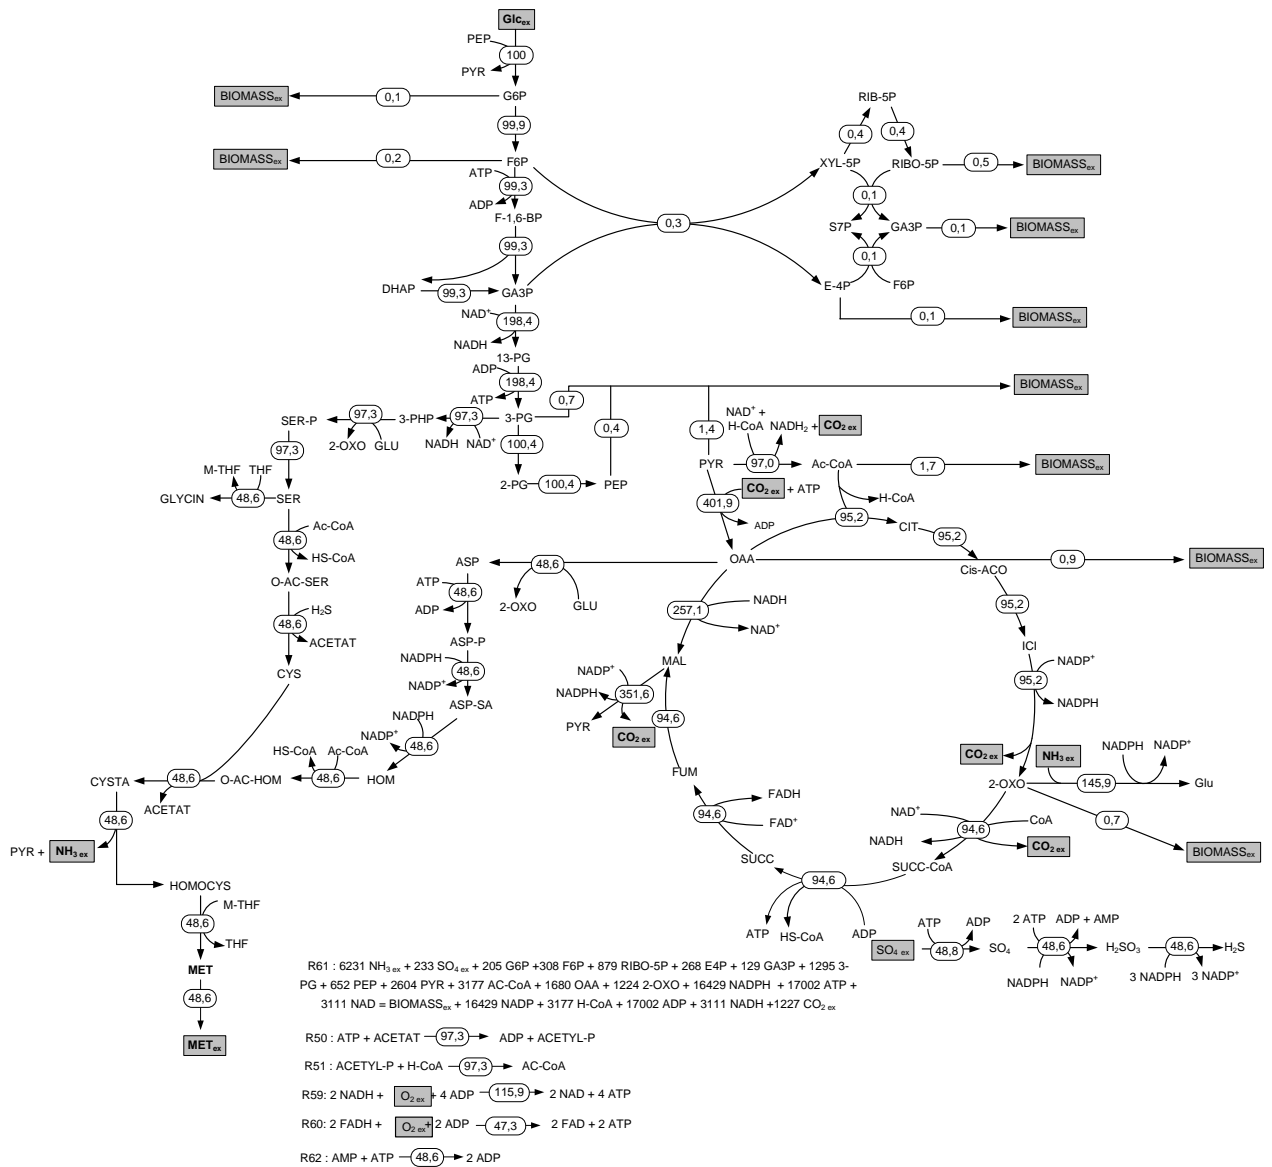 Glcex
PEP
100
PYR
BIOMASSex
0,1
G6P
99,9
BIOMASSex
0,2
F6P
ATP
99,3
ADP
F-1,6-BP
99,3
DHAP
99,3
GA3P
0,3
RIB-5P
0,4
0,4
XYL-5P
RIBO-5P
0,5
BIOMASSex
0,1
S7P
GA3P
0,1
BIOMASSex
0,1
E-4P
F6P
0,1
BIOMASSex
NAD+
198,4
NADH
13-PG
ADP
198,4
ATP
0,7
BIOMASSex
SER-P
97,3
3-PHP
97,3
3-PG
2-OXO
GLU
NADH
NAD+
100,4
0,4
1,4
NAD+ +
H-CoA
NADH2 + CO2 ex
97,3
M-THF
THF
GLYCIN
48,6
SER
2-PG
100,4
PEP
PYR
97,0
Ac-CoA
1,7
BIOMASSex
CO2 ex + ATP
401,9
ADP
H-CoA
95,2
CIT
95,2
Ac-CoA
48,6
HS-CoA
O-AC-SER
H2S
48,6
ACETAT
CYS
ASP
48,6
OAA
0,9
BIOMASSex
Cis-ACO
2-OXO
GLU
ATP
48,6
ADP
ASP-P
NADPH
48,6
NADP+
ASP-SA
NADPH
NADP+
48,6
257,1
NADH
NAD+
MAL
NADP+
NADPH
351,6
PYR
CO2 ex
94,6
95,2
ICI
NADP+
95,2
NADPH
HS-CoA
Ac-CoA
CYSTA
48,6
O-AC-HOM
48,6
HOM
ACETAT
FUM
CO2 ex
NH3 ex
NADPH
NADP+
2-OXO
145,9
Glu
48,6
PYR + NH3 ex
94,6
FADH
FAD+
SUCC
NAD+
94,6
CoA
NADH
CO2 ex
0,7
BIOMASSex
SUCC-CoA
HOMOCYS
94,6
ATP
HS-CoA
ADP
M-THF
48,6
THF
MET
48,6
METex
SO4 ex
ATP
ADP
48,8
SO4
2 ATP
ADP + AMP
48,6
NADPH
NADP+
H2SO3
48,6
3 NADPH
3 NADP+
H2S
R61 : 6231 NH3 ex + 233 SO4 ex + 205 G6P +308 F6P + 879 RIBO-5P + 268 E4P + 129 GA3P + 1295 3-
PG + 652 PEP + 2604 PYR + 3177 AC-CoA + 1680 OAA + 1224 2-OXO + 16429 NADPH + 17002 ATP +
3111 NAD = BIOMASSex + 16429 NADP + 3177 H-CoA + 17002 ADP + 3111 NADH +1227 CO2 ex
R50 : ATP + ACETAT 97,3 ADP + ACETYL-P
R51 : ACETYL-P + H-CoA 97,3 AC-CoA
R59: 2 NADH + O2 ex + 4 ADP 115,9 2 NAD + 4 ATP
R60: 2 FADH + O2 ex + 2 ADP 47,3 2 FAD + 2 ATP
R62 : AMP + ATP 48,6 2 ADP